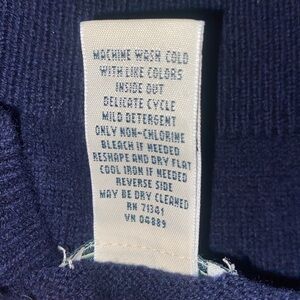 MACHINE WASH COLD
WITH LIKE COLORS
INSIDE OUT
DELICATE CYCLE
MILD DETERGENT
ONLY NON-CHLORINE
BLEACH IF NEEDED
RESHAPE AND DRY FLAT
COOL IRON IF NEEDED
REVERSE SIDE
MAY BE DRY CLEANED
RN 71341
VN 04889